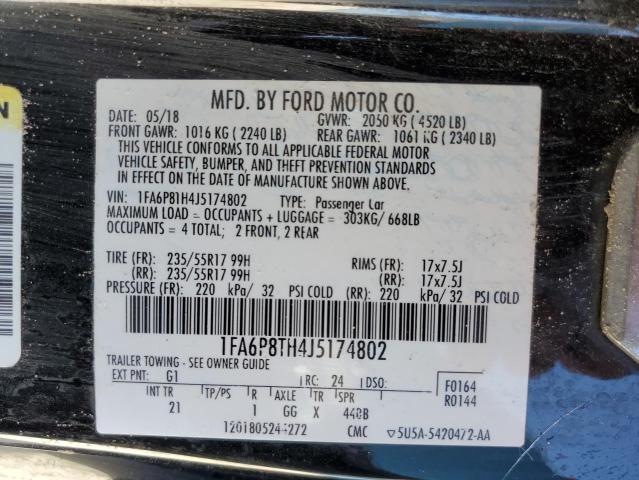 MFD. BY FORD MOTOR CO.
DATE: 05/18 GVWR: 2050 KG ( 4520 LB)
FRONT GAWR: 1016 KG ( 2240 LB) REAR GAWR: 1061 KG ( 2340 LB)
THIS VEHICLE CONFORMS TO ALL APPLICABLE FEDERAL MOTOR
VEHICLE SAFETY, BUMPER, AND THEFT PREVENTION STANDARDS
IN EFFECT ON THE DATE OF MANUFACTURE SHOWN ABOVE.
VIN: 1FA6P8TH4J5174802 TYPE: Passenger Car
MAXIMUM LOAD = OCCUPANTS + LUGGAGE = 303KG/ 668LB
OCCUPANTS = 4 TOTAL; 2 FRONT, 2 REAR
TIRE (FR): 235/55R17 99H RIMS (FR): 17x7.5J
(RR): 235/55R17 99H (RR): 17x7.5J
PRESSURE (FR): 220 kPa/ 32 PSI COLD (RR): 220 kPa/ 32 PSI COLD
1FA6P8TH4J5174802
TRAILER TOWING - SEE OWNER GUIDE
EXT PNT: G1 RC: 24 DSO: F0164
INT TR TP/PS R AXLE TR SPR R0144
21 1 GG X 44BB
CMC ▽5U5A-5420472-AA